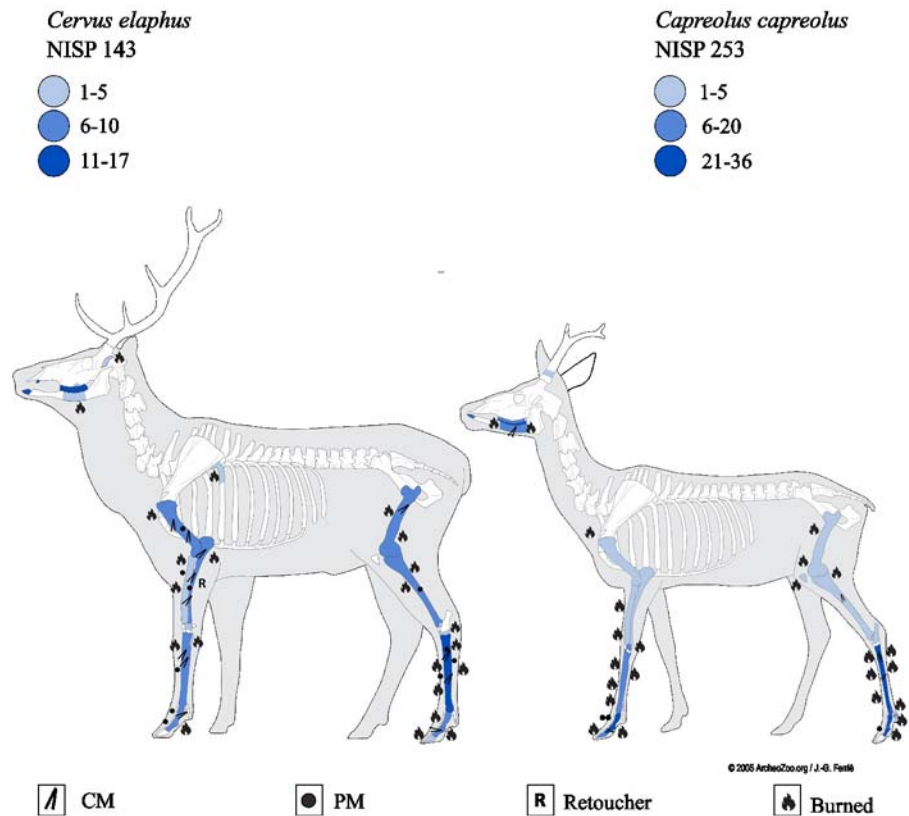 Cervus elaphus
NISP 143
1-5
6-10
11-17
Capreolus capreolus
NISP 253
1-5
6-20
21-36
R
© 2005 ArcheoZoo.org / J.-G. Ferrié
CM
PM
R Retoucher
Burned